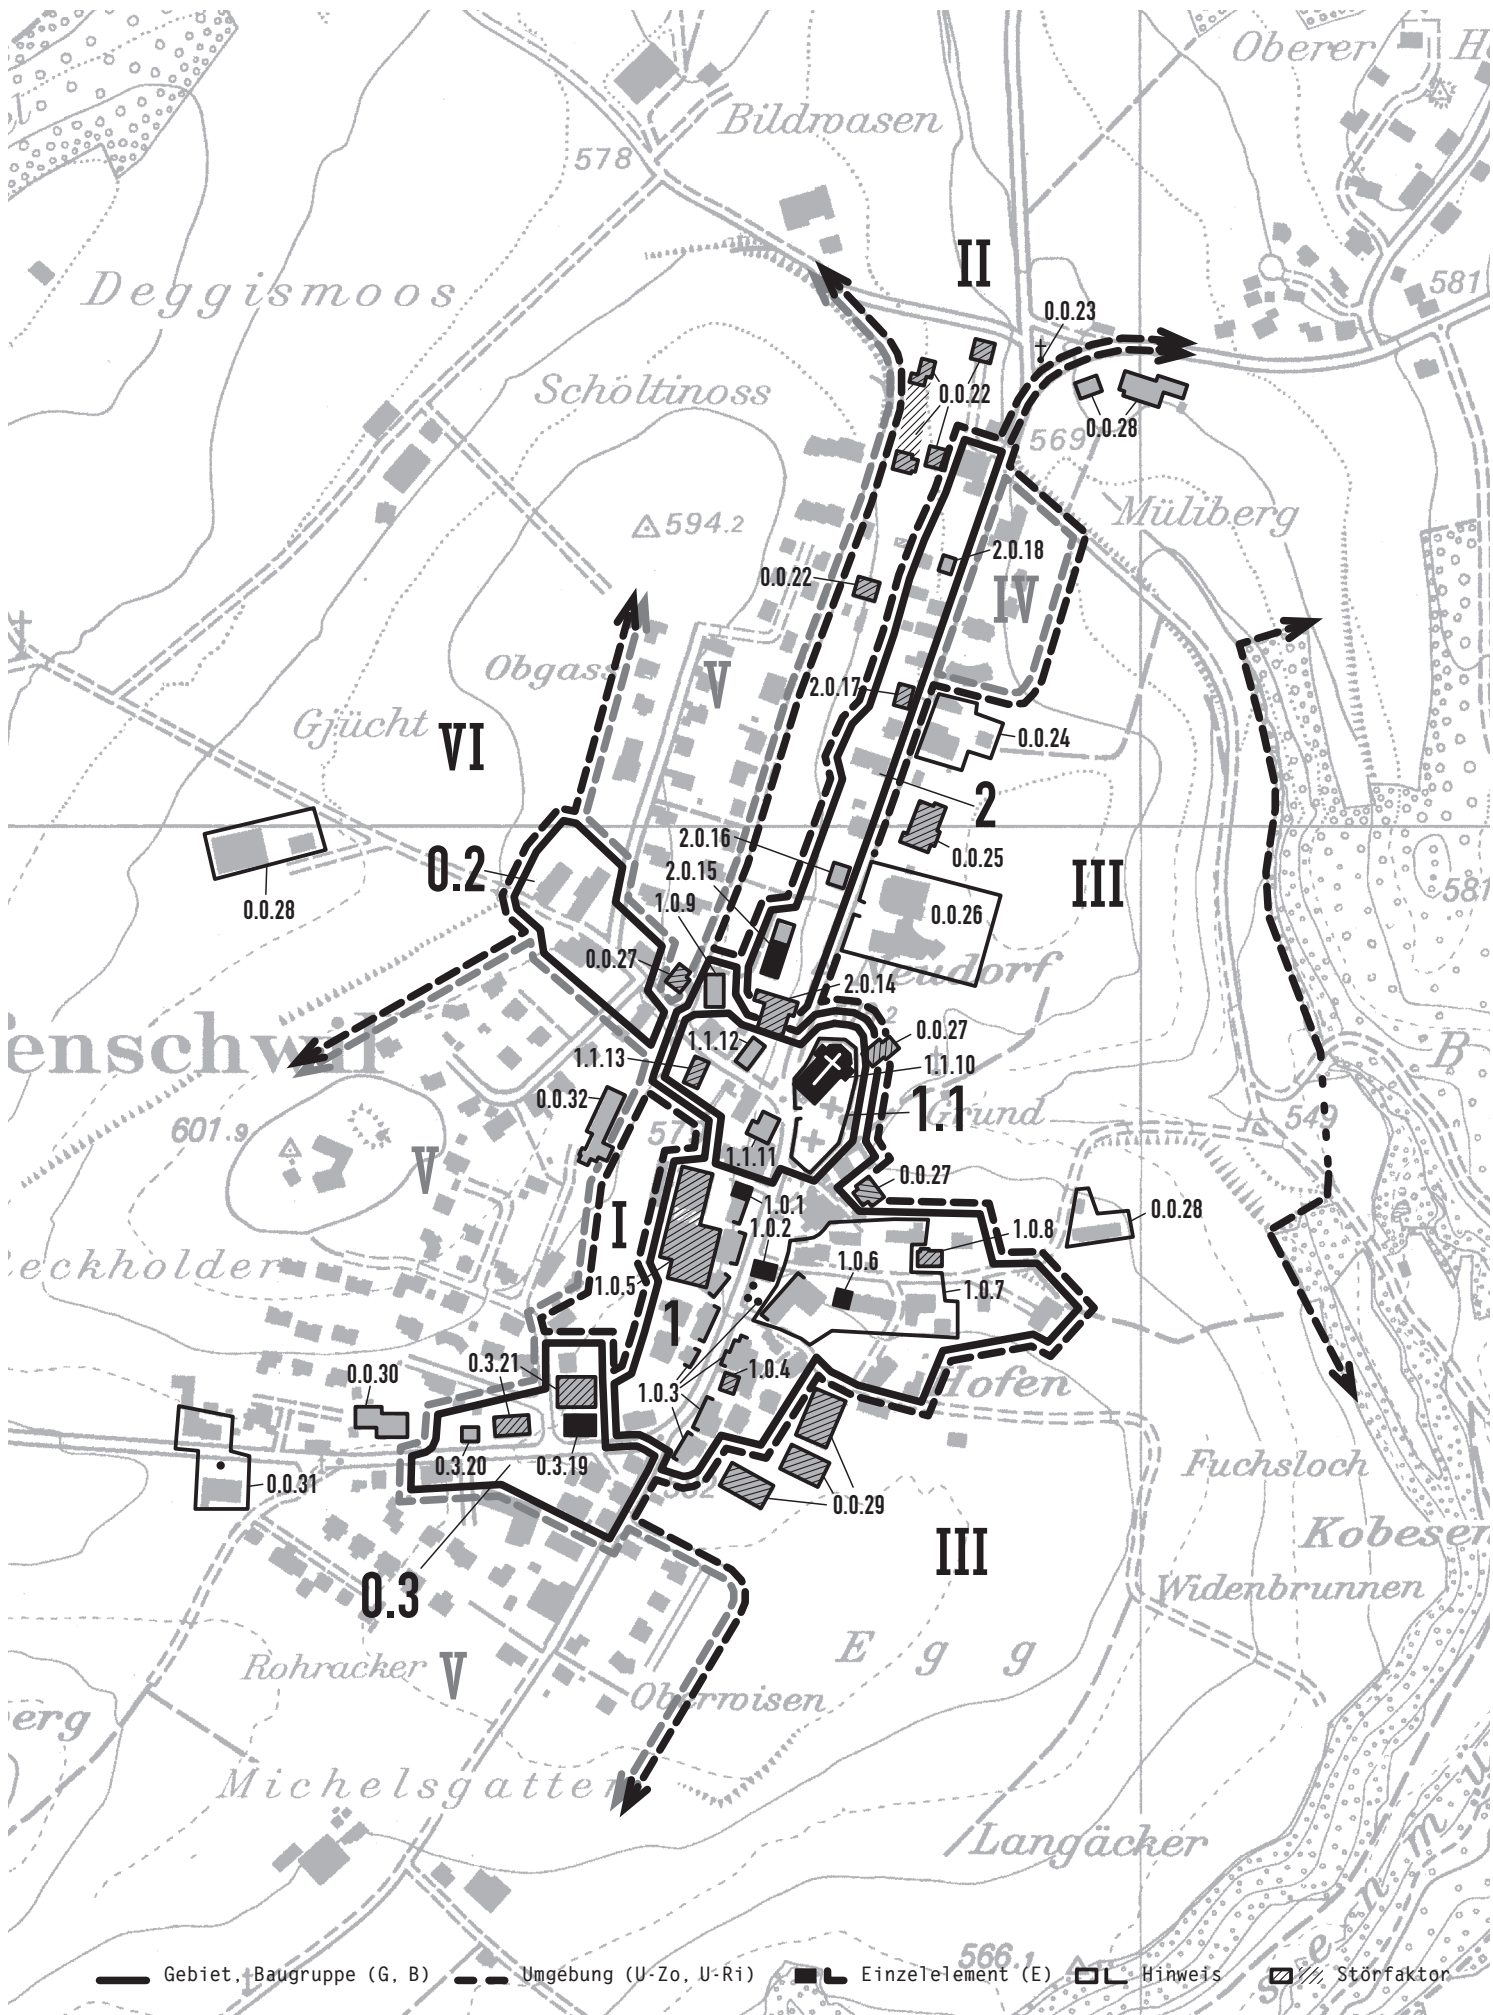 Oberer
Bildwasen
578
II
Deggismoos
581
0.0.23
Schöltinoss
0.0.22
0.0.28
569
594.2
Müliberg
2.0.18
0.0.22
IV
Obgass
V
2.0.17
Gjücht
VI
0.0.24
2
2.0.16
0.0.25
0.2
2.0.15
III
581
1.0.9
0.0.28
0.0.26
0.0.27
Neudorf
2.0.14
enschwil
0.0.27
1.1.12
B
1.1.13
1.1.10
0.0.32
1.1
Grund
549
601.9
57
1.1.11
V
0.0.27
1.0.1
0.0.28
I
1.0.2
1.0.8
eckholder
1.0.6
1.0.5
1.0.7
1
0.3.21
1.0.4
0.0.30
1.0.3
Hofen
0.3.20
0.3.19
Fuchsloch
0.0.31
0.0.29
Kobesen
III
0.3
Widenbrunnen
Egg
Rohracker
V
Oberwisen
erg
Michelsgatter
Langäcker
566.1
Gebiet, Baugruppe (G, B)
Umgebung (U-Zo, U-Ri)
Einzelelement (E)
Hinweis
Störfaktor